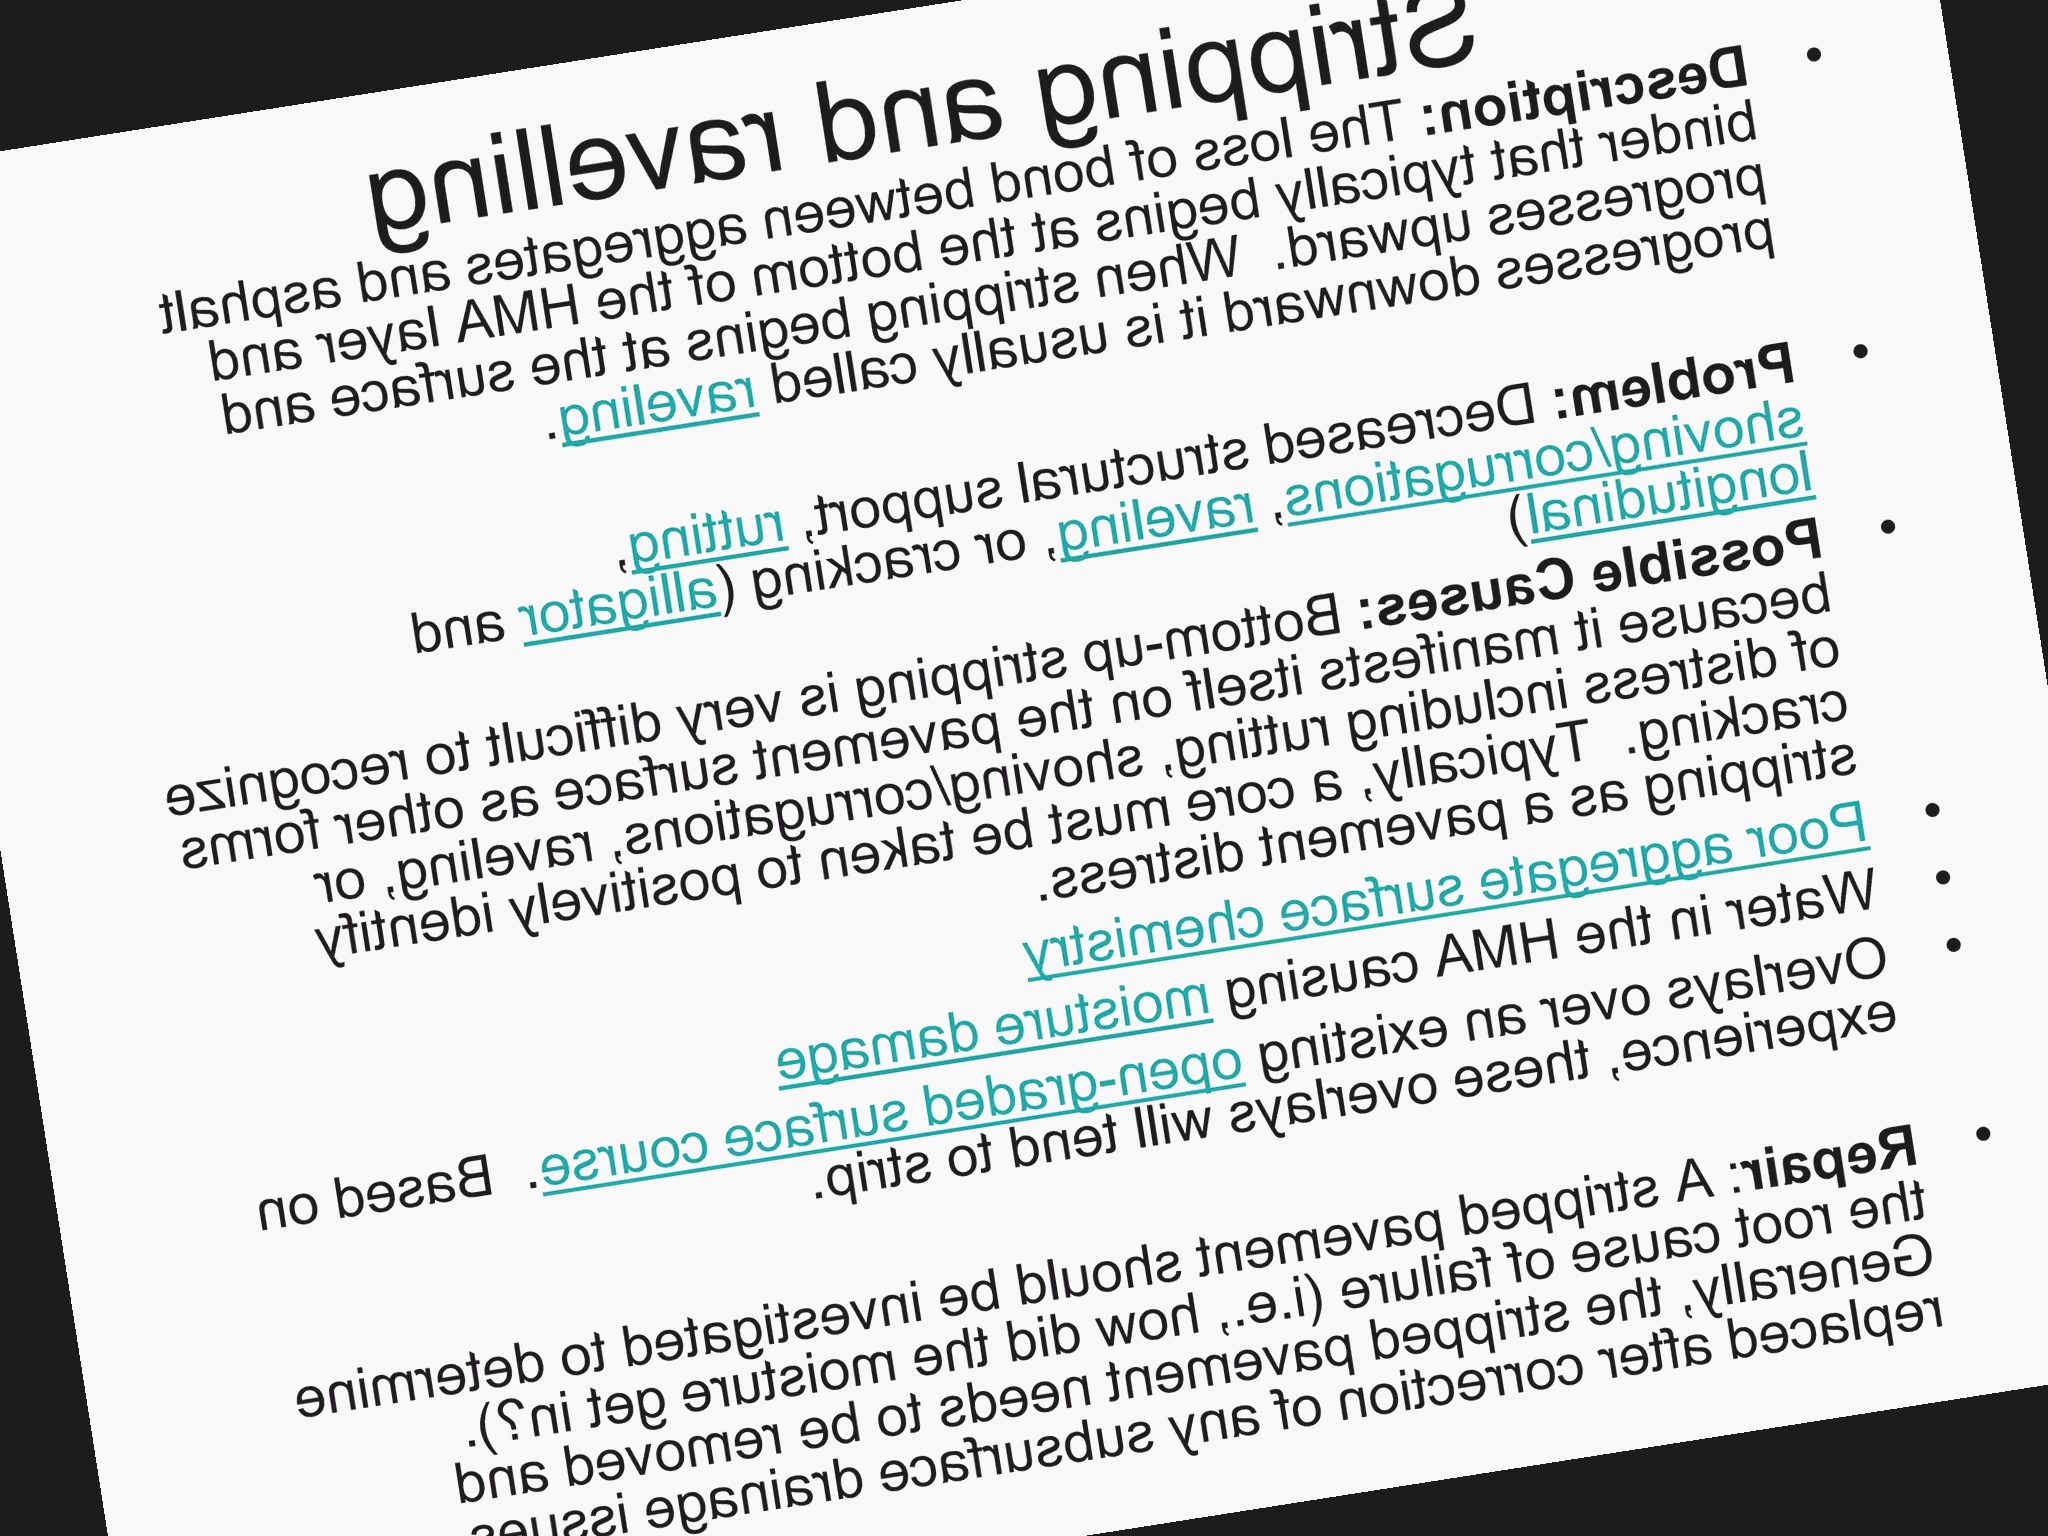 Stripping and ravelling
• Description: The loss of bond between aggregates and asphalt
binder that typically begins at the bottom of the HMA layer and
progresses upward.  When stripping begins at the surface and
progresses downward it is usually called raveling.
• Problem: Decreased structural support, rutting,
shoving/corrugations, raveling, or cracking (alligator and
longitudinal)
• Possible Causes: Bottom-up stripping is very difficult to recognize
because it manifests itself on the pavement surface as other forms
of distress including rutting, shoving/corrugations, raveling, or
cracking.  Typically, a core must be taken to positively identify
stripping as a pavement distress.
• Poor aggregate surface chemistry
• Water in the HMA causing moisture damage
• Overlays over an existing open-graded surface course.  Based on
experience, these overlays will tend to strip.
• Repair: A stripped pavement should be investigated to determine
the root cause of failure (i.e., how did the moisture get in?).
Generally, the stripped pavement needs to be removed and
replaced after correction of any subsurface drainage issues